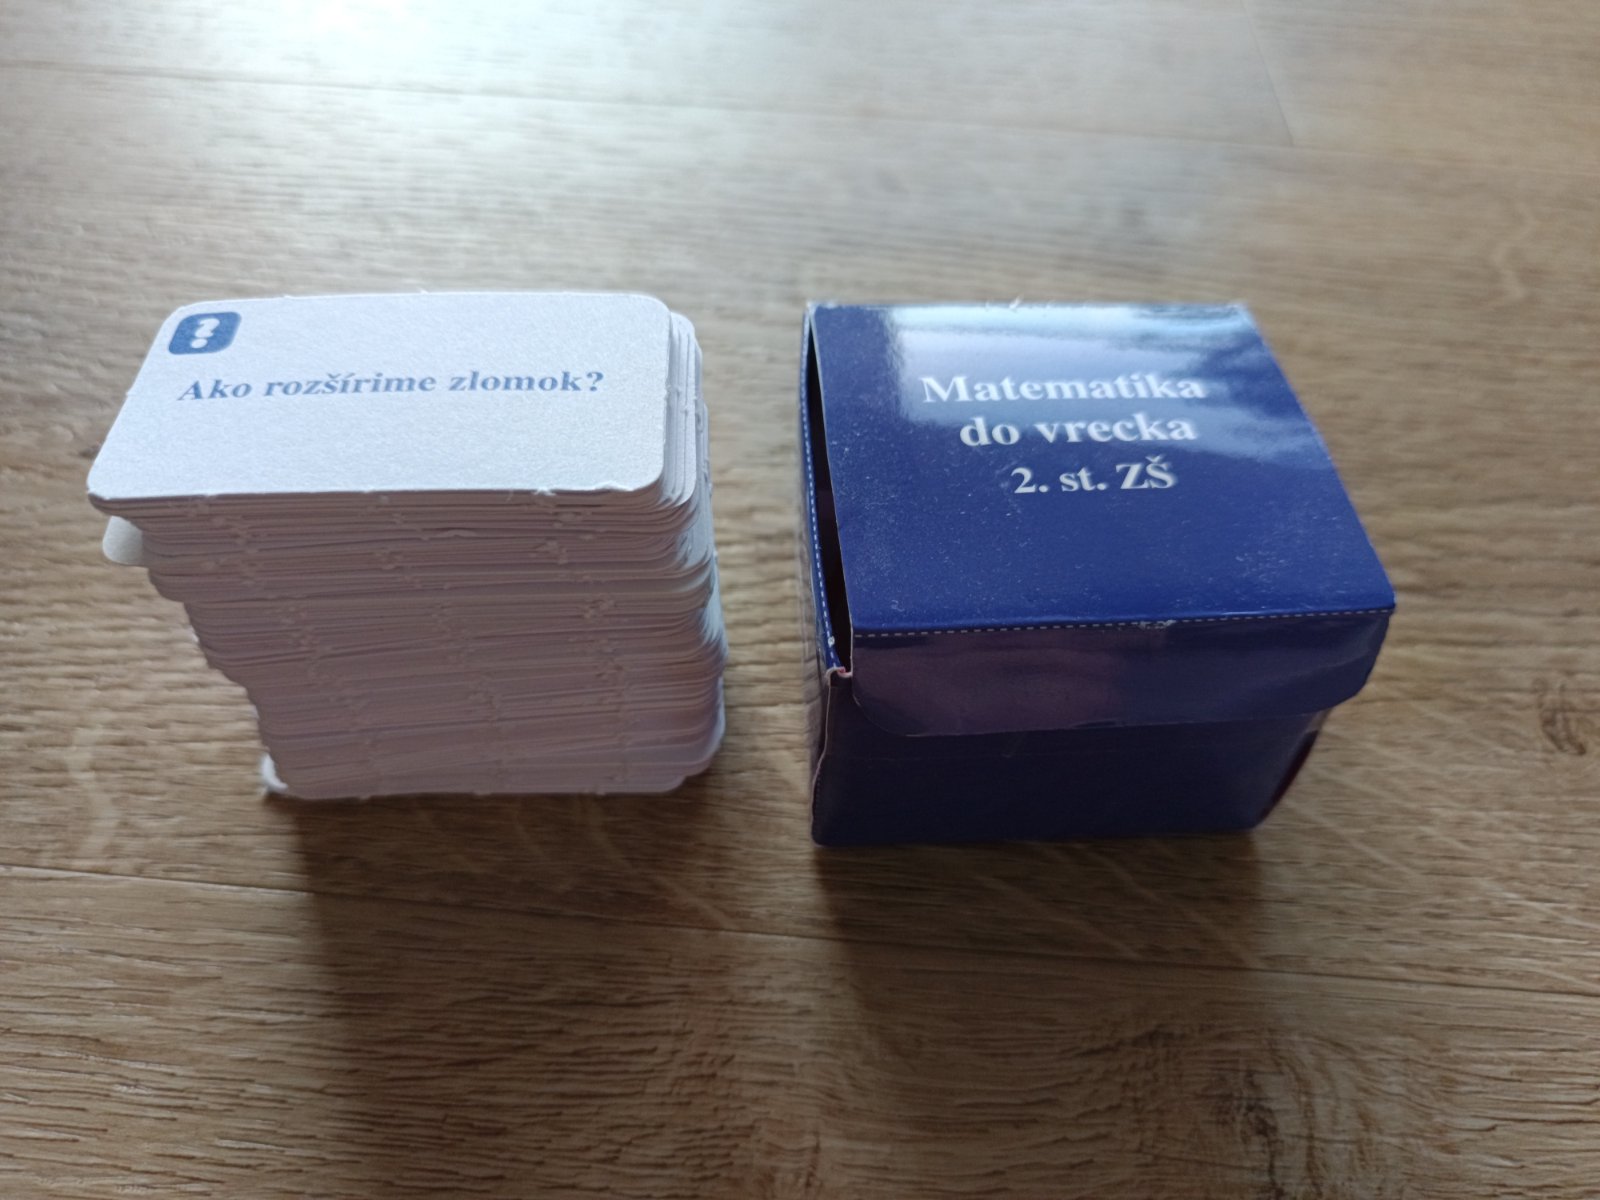 Ako rozšírime zlomok?
Matematika
do vrecka
2. st. ZŠ